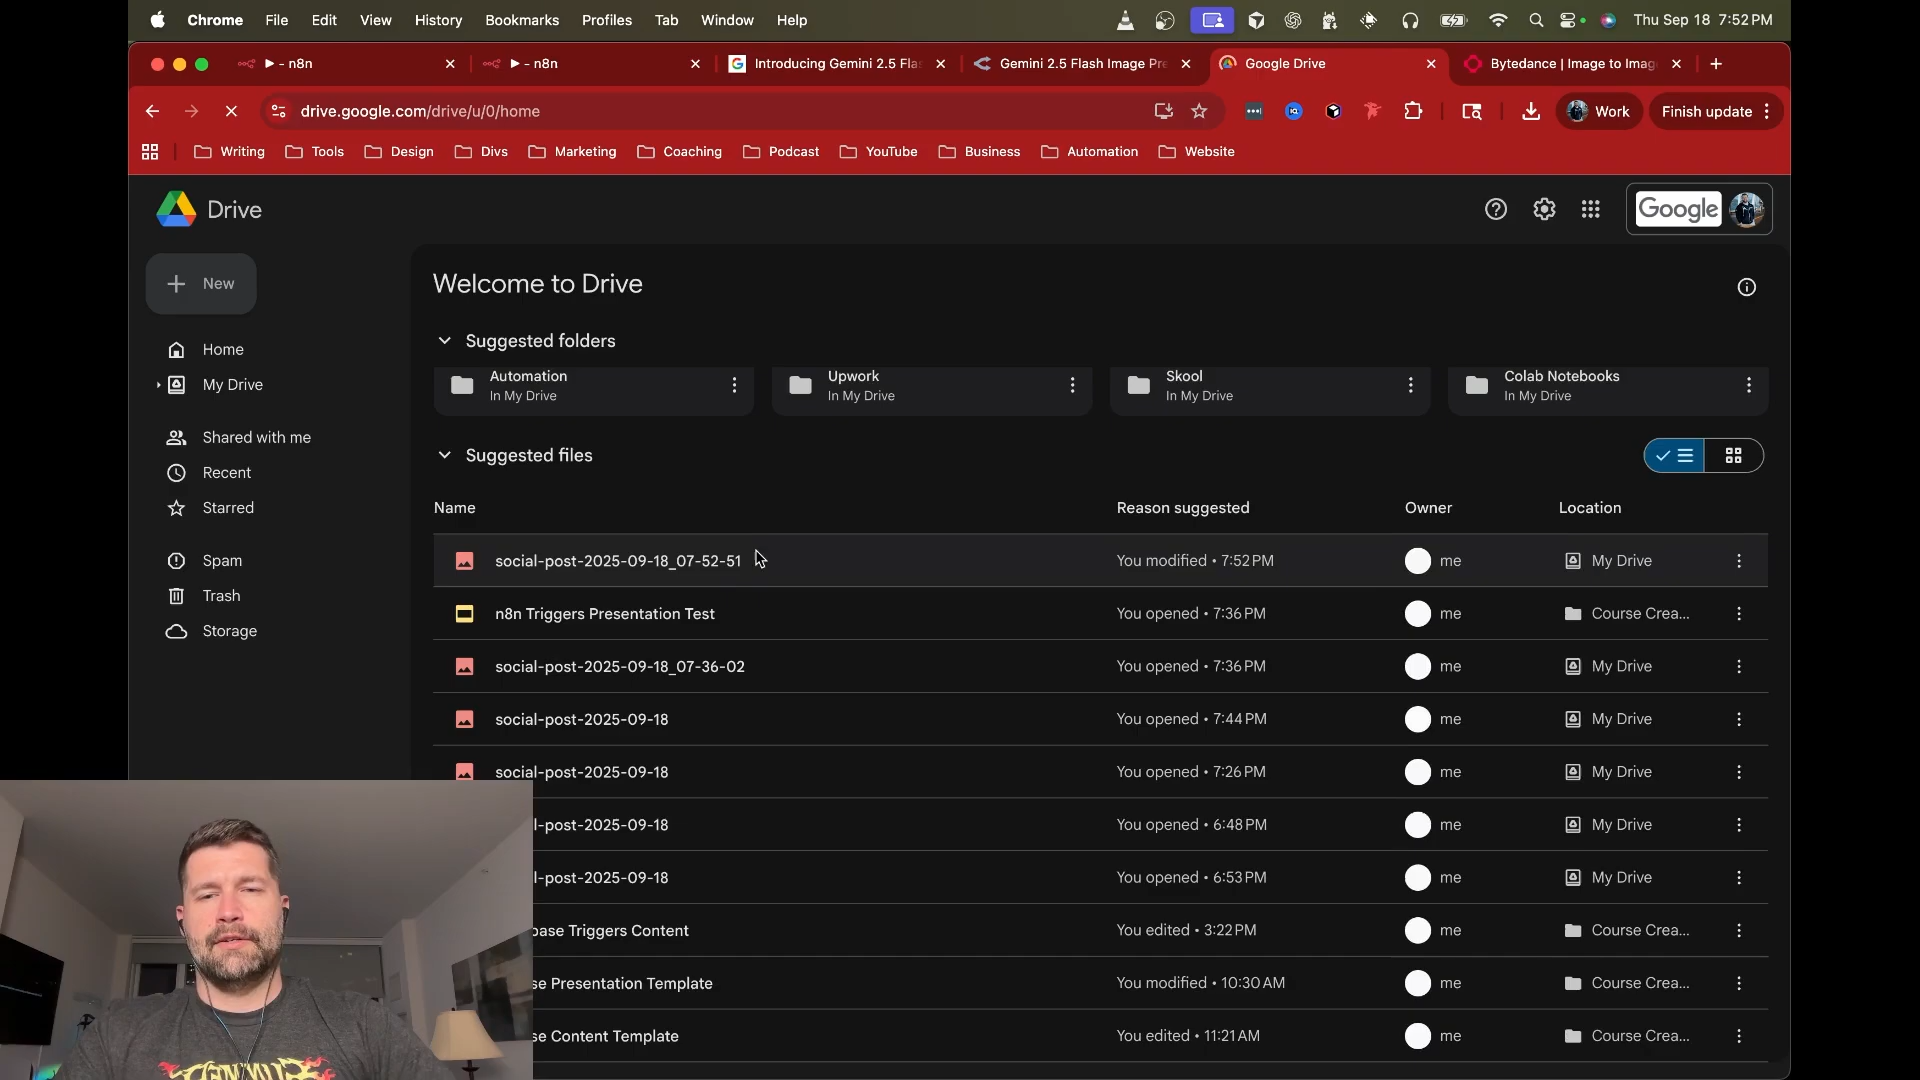 Chrome File Edit View History Bookmarks Profiles Tab Window Help Thu Sep 18 7:52 PM
▶ - n8n ▶ - n8n Introducing Gemini 2.5 Fla Gemini 2.5 Flash Image Pre Google Drive Bytedance | Image to Imag
drive.google.com/drive/u/0/home Work Finish update
Writing Tools Design Divs Marketing Coaching Podcast YouTube Business Automation Website
Drive Google
New
Welcome to Drive
Home
My Drive
Shared with me
Recent
Starred
Spam
Trash
Storage
Suggested folders
Automation
In My Drive
Upwork
In My Drive
Skool
In My Drive
Colab Notebooks
In My Drive
Suggested files
Name Reason suggested Owner Location
social-post-2025-09-18_07-52-51 You modified • 7:52 PM me My Drive
n8n Triggers Presentation Test You opened • 7:36 PM me Course Crea...
social-post-2025-09-18_07-36-02 You opened • 7:36 PM me My Drive
social-post-2025-09-18 You opened • 7:44 PM me My Drive
social-post-2025-09-18 You opened • 7:26 PM me My Drive
l-post-2025-09-18 You opened • 6:48 PM me My Drive
l-post-2025-09-18 You opened • 6:53 PM me My Drive
base Triggers Content You edited • 3:22 PM me Course Crea...
se Presentation Template You modified • 10:30 AM me Course Crea...
se Content Template You edited • 11:21 AM me Course Crea...